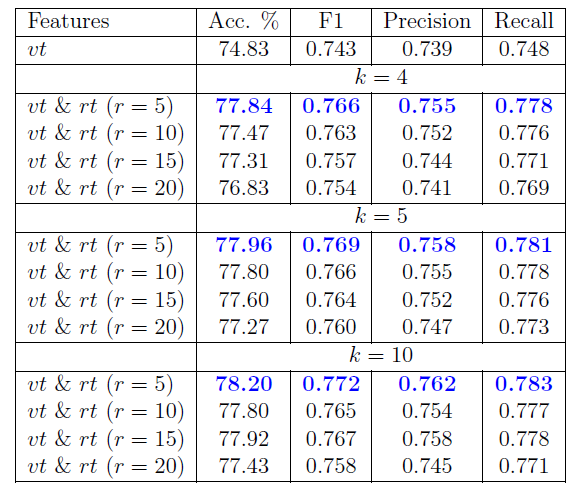 Features Acc. % F1 Precision Recall
vt 74.83 0.743 0.739 0.748
k = 4
vt & rt (r = 5) 77.84 0.766 0.755 0.778
vt & rt (r = 10) 77.47 0.763 0.752 0.776
vt & rt (r = 15) 77.31 0.757 0.744 0.771
vt & rt (r = 20) 76.83 0.754 0.741 0.769
k = 5
vt & rt (r = 5) 77.96 0.769 0.758 0.781
vt & rt (r = 10) 77.80 0.766 0.755 0.778
vt & rt (r = 15) 77.60 0.764 0.752 0.776
vt & rt (r = 20) 77.27 0.760 0.747 0.773
k = 10
vt & rt (r = 5) 78.20 0.772 0.762 0.783
vt & rt (r = 10) 77.80 0.765 0.754 0.777
vt & rt (r = 15) 77.92 0.767 0.758 0.778
vt & rt (r = 20) 77.43 0.758 0.745 0.771